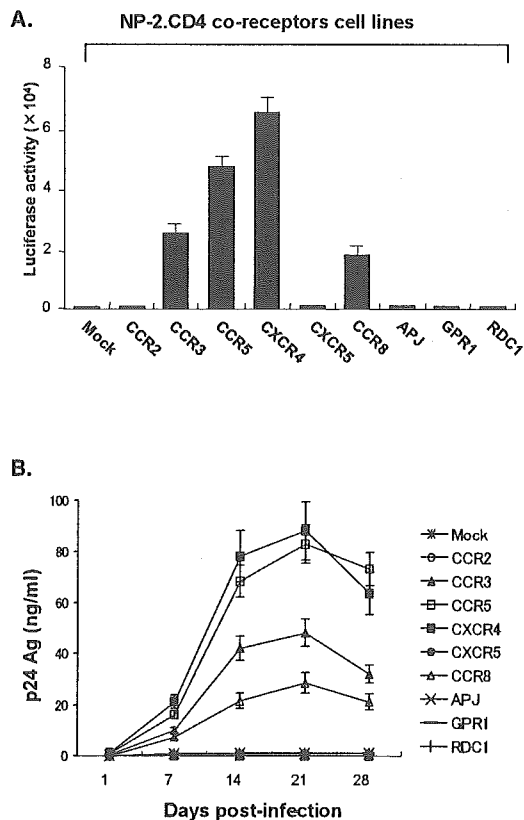 A.
NP-2.CD4 co-receptors cell lines
Luciferase activity (× 10⁴)
8
6
4
2
0
Mock
CCR2
CCR3
CCR5
CXCR4
CXCR5
CCR8
APJ
GPR1
RDC1
B.
p24 Ag (ng/ml)
100
80
60
40
20
0
1
7
14
21
28
Days post-infection
Mock
CCR2
CCR3
CCR5
CXCR4
CXCR5
CCR8
APJ
GPR1
RDC1